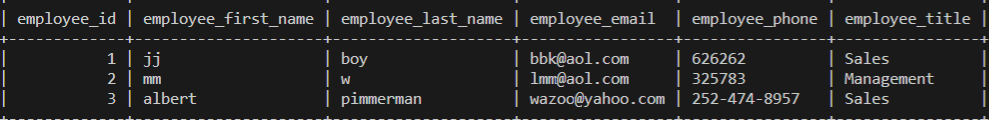 | employee_id | employee_first_name | employee_last_name | employee_email | employee_phone | employee_title |
| 1 | jj | boy | bbk@aol.com | 626262 | Sales |
| 2 | mm | w | lmm@aol.com | 325783 | Management |
| 3 | albert | pimmerman | wazoo@yahoo.com | 252-474-8957 | Sales |